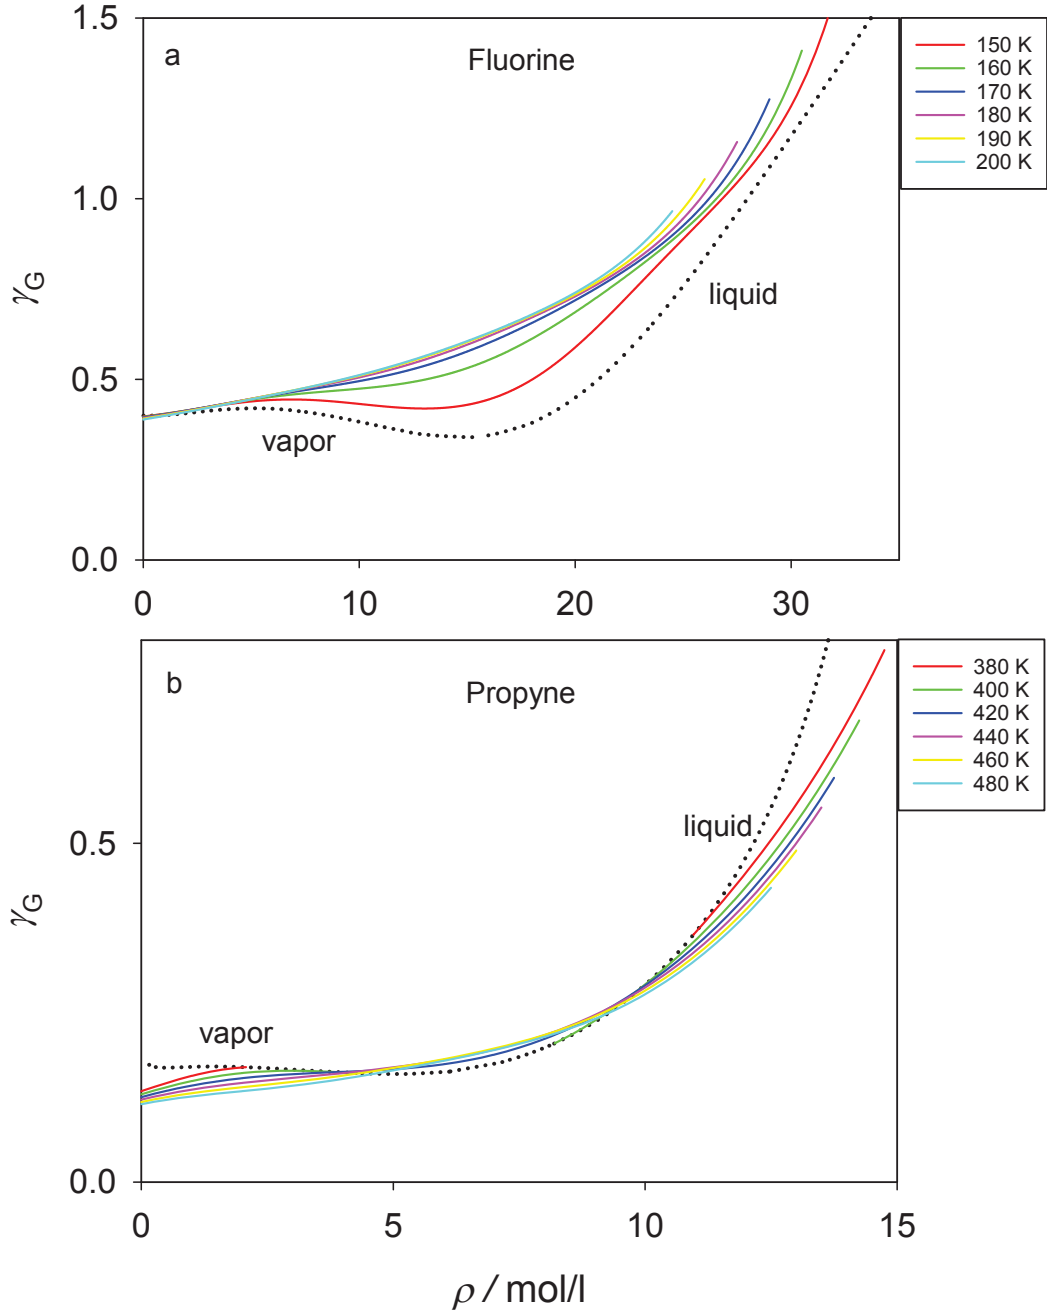 1.5
a
Fluorine
150 K
160 K
170 K
180 K
190 K
200 K
1.0
γG
liquid
0.5
vapor
0.0
0 10 20 30
b
Propyne
380 K
400 K
420 K
440 K
460 K
480 K
liquid
0.5
γG
vapor
0.0
0 5 10 15
ρ / mol/l